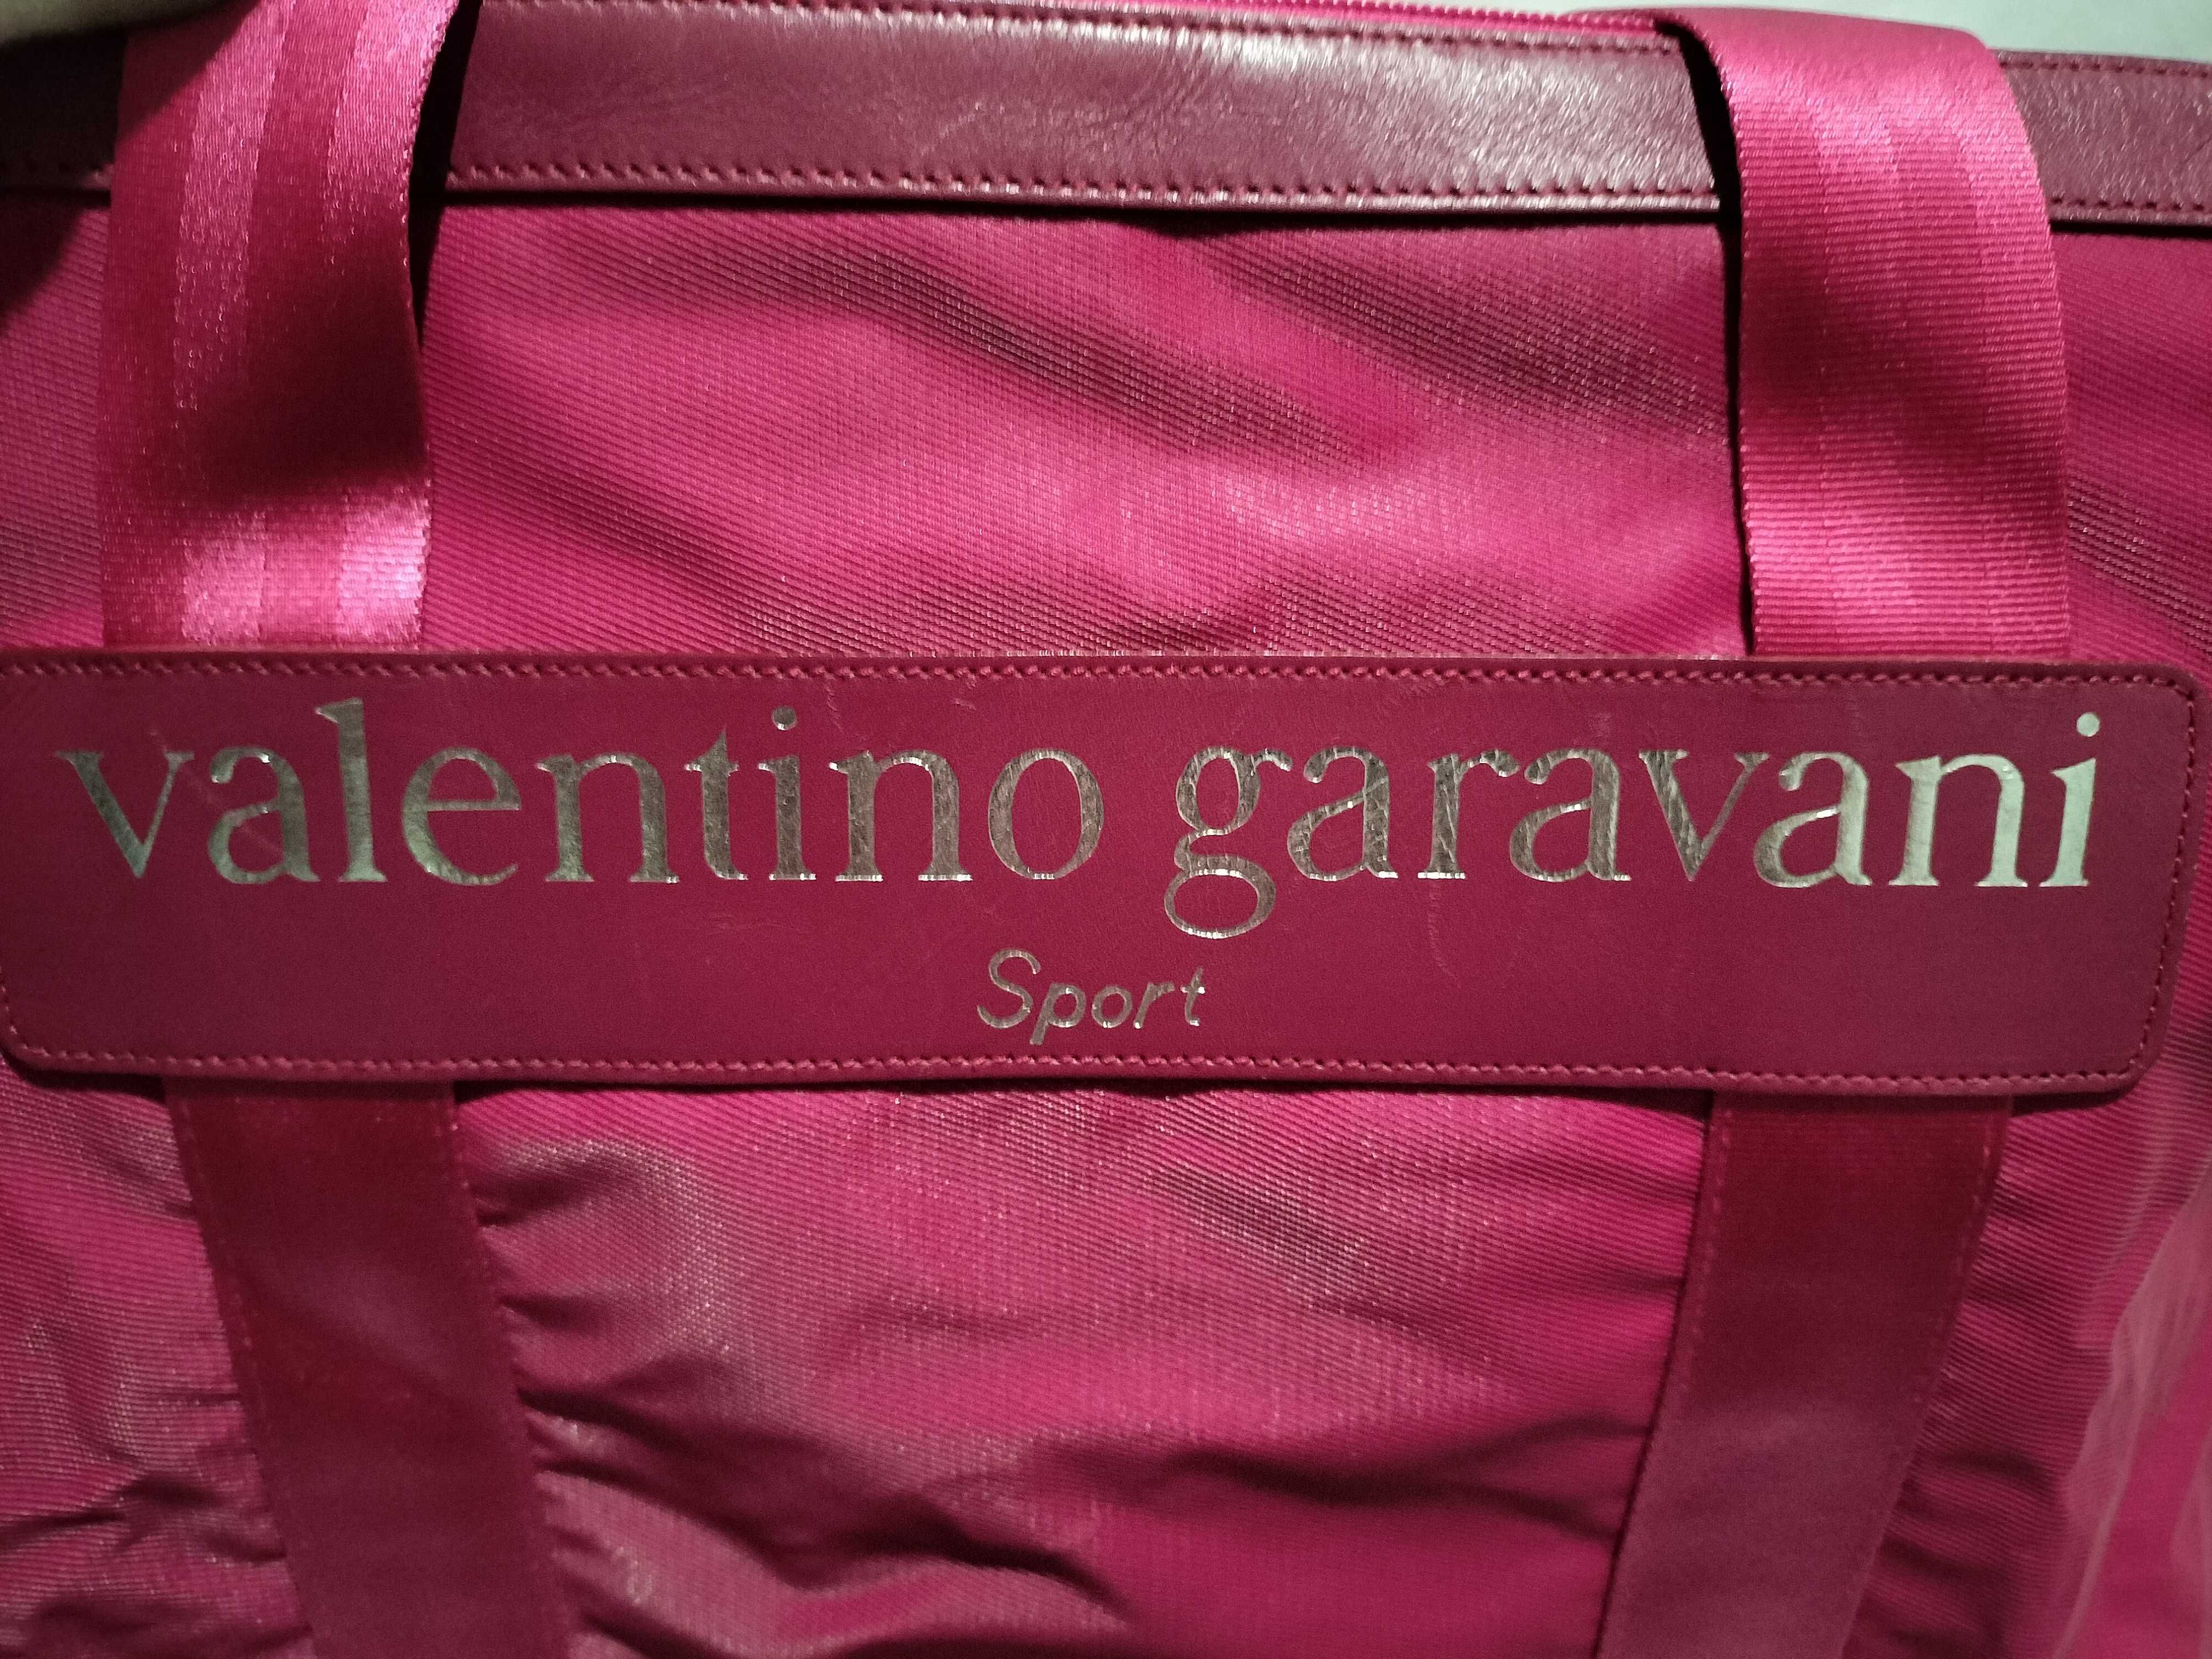 valentino garavani
Sport